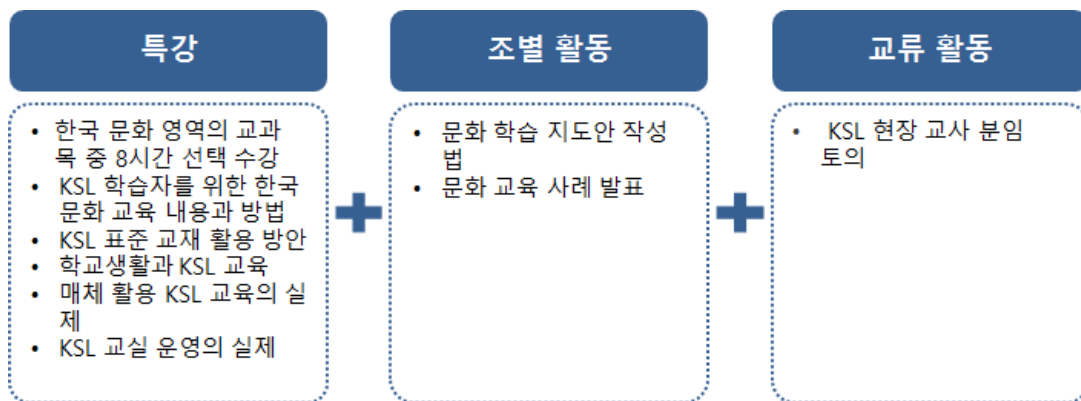 특강
• 한국 문화 영역의 교과
목 중 8시간 선택 수강
• KSL 학습자를 위한 한국
문화 교육 내용과 방법
• KSL 표준 교재 활용 방안
• 학교생활과 KSL 교육
• 매체 활용 KSL 교육의 실
제
• KSL 교실 운영의 실제
조별 활동
• 문화 학습 지도안 작성
법
• 문화 교육 사례 발표
교류 활동
• KSL 현장 교사 분임
토의